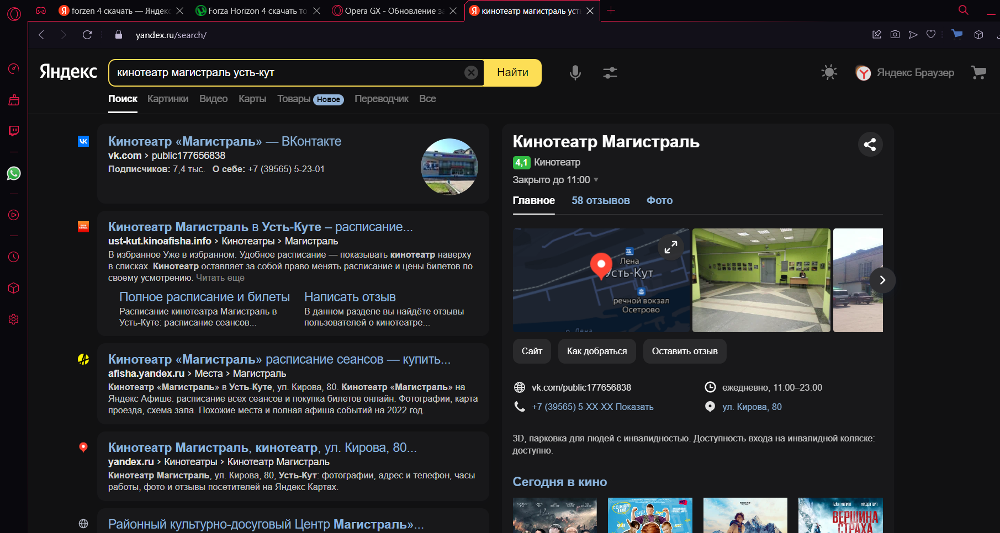 forzen 4 скачать — Яндекс
Forza Horizon 4 скачать то
Opera GX - Обновление за
кинотеатр магистраль уст
yandex.ru/search/
Яндекс
кинотеатр магистраль усть-кут
Найти
Яндекс Браузер
Поиск
Картинки
Видео
Карты
Товары
Новое
Переводчик
Все
Кинотеатр «Магистраль» — ВКонтакте
vk.com › public177656838
Подписчиков: 7,4 тыс. О себе: +7 (39565) 5-23-01
Кинотеатр Магистраль в Усть-Куте – расписание...
ust-kut.kinoafisha.info › Кинотеатры › Магистраль
В избранное Уже в избранном. Удобное расписание — показывать кинотеатр наверху
в списках. Кинотеатр оставляет за собой право менять расписание и цены билетов по
своему усмотрению. Читать ещё
Полное расписание и билеты
Расписание кинотеатра Магистраль в
Усть-Куте: расписание сеансов...
Написать отзыв
В данном разделе вы найдёте отзывы
пользователей о кинотеатре...
Кинотеатр «Магистраль» расписание сеансов — купить...
afisha.yandex.ru › Места › Магистраль
Кинотеатр «Магистраль» в Усть-Куте, ул. Кирова, 80. Кинотеатр «Магистраль» на
Яндекс Афише: расписание всех сеансов и покупка билетов онлайн. Фотографии, карта
проезда, схема зала. Похожие места и полная афиша событий на 2022 год.
Кинотеатр Магистраль, кинотеатр, ул. Кирова, 80...
yandex.ru › Кинотеатры › Кинотеатр Магистраль
Кинотеатр Магистраль, ул. Кирова, 80, Усть-Кут: фотографии, адрес и телефон, часы
работы, фото и отзывы посетителей на Яндекс Картах.
Районный культурно-досуговый Центр Магистраль»...
Кинотеатр Магистраль
4,1 Кинотеатр
Закрыто до 11:00
Главное
58 отзывов
Фото
Лена
Усть-Кут
речной вокзал
Осетрово
р. Лена
Сайт
Как добраться
Оставить отзыв
vk.com/public177656838
ежедневно, 11:00–23:00
+7 (39565) 5-XX-XX Показать
ул. Кирова, 80
3D, парковка для людей с инвалидностью. Доступность входа на инвалидной коляске:
доступно.
Сегодня в кино
РАЙАН ФИЛИПП
ФРЕДДИ ТОРП
ВЕРШИНА
СТРАХА